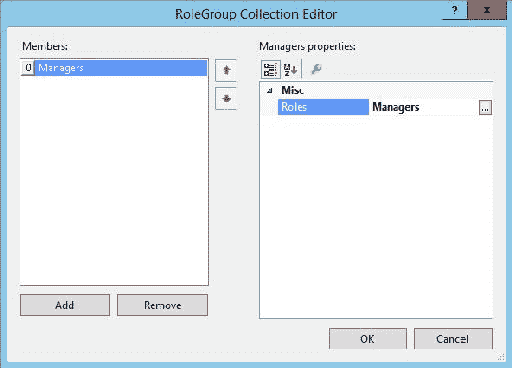 RoleGroup Collection Editor
? x
Members:
0 Managers
Add
Remove
Managers properties:
Misc
Roles Managers ...
OK
Cancel